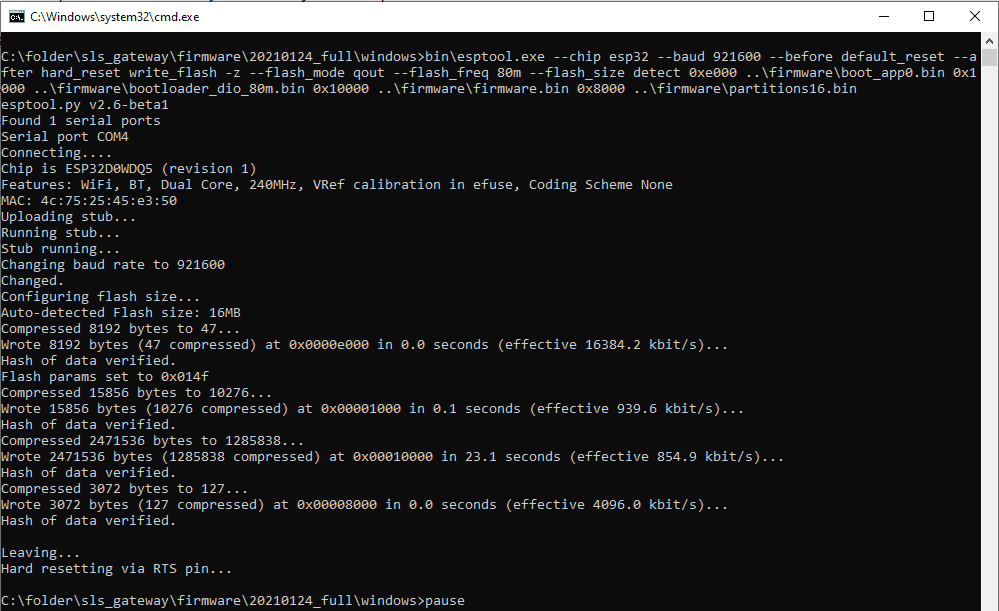 C:\Windows\system32\cmd.exe
C:\folder\sls_gateway\firmware\20210124_full\windows>bin\esptool.exe --chip esp32 --baud 921600 --before default_reset --a
fter hard_reset write_flash -z --flash_mode qout --flash_freq 80m --flash_size detect 0xe000 ..\firmware\boot_app0.bin 0x1
000 ..\firmware\bootloader_dio_80m.bin 0x10000 ..\firmware\firmware.bin 0x8000 ..\firmware\partitions16.bin
esptool.py v2.6-beta1
Found 1 serial ports
Serial port COM4
Connecting....
Chip is ESP32D0WDQ5 (revision 1)
Features: WiFi, BT, Dual Core, 240MHz, VRef calibration in efuse, Coding Scheme None
MAC: 4c:75:25:45:e3:50
Uploading stub...
Running stub...
Stub running...
Changing baud rate to 921600
Changed.
Configuring flash size...
Auto-detected Flash size: 16MB
Compressed 8192 bytes to 47...
Wrote 8192 bytes (47 compressed) at 0x0000e000 in 0.0 seconds (effective 16384.2 kbit/s)...
Hash of data verified.
Flash params set to 0x014f
Compressed 15856 bytes to 10276...
Wrote 15856 bytes (10276 compressed) at 0x00001000 in 0.1 seconds (effective 939.6 kbit/s)...
Hash of data verified.
Compressed 2471536 bytes to 1285838...
Wrote 2471536 bytes (1285838 compressed) at 0x00010000 in 23.1 seconds (effective 854.9 kbit/s)...
Hash of data verified.
Compressed 3072 bytes to 127...
Wrote 3072 bytes (127 compressed) at 0x00008000 in 0.0 seconds (effective 4096.0 kbit/s)...
Hash of data verified.
Leaving...
Hard resetting via RTS pin...
C:\folder\sls_gateway\firmware\20210124_full\windows>pause